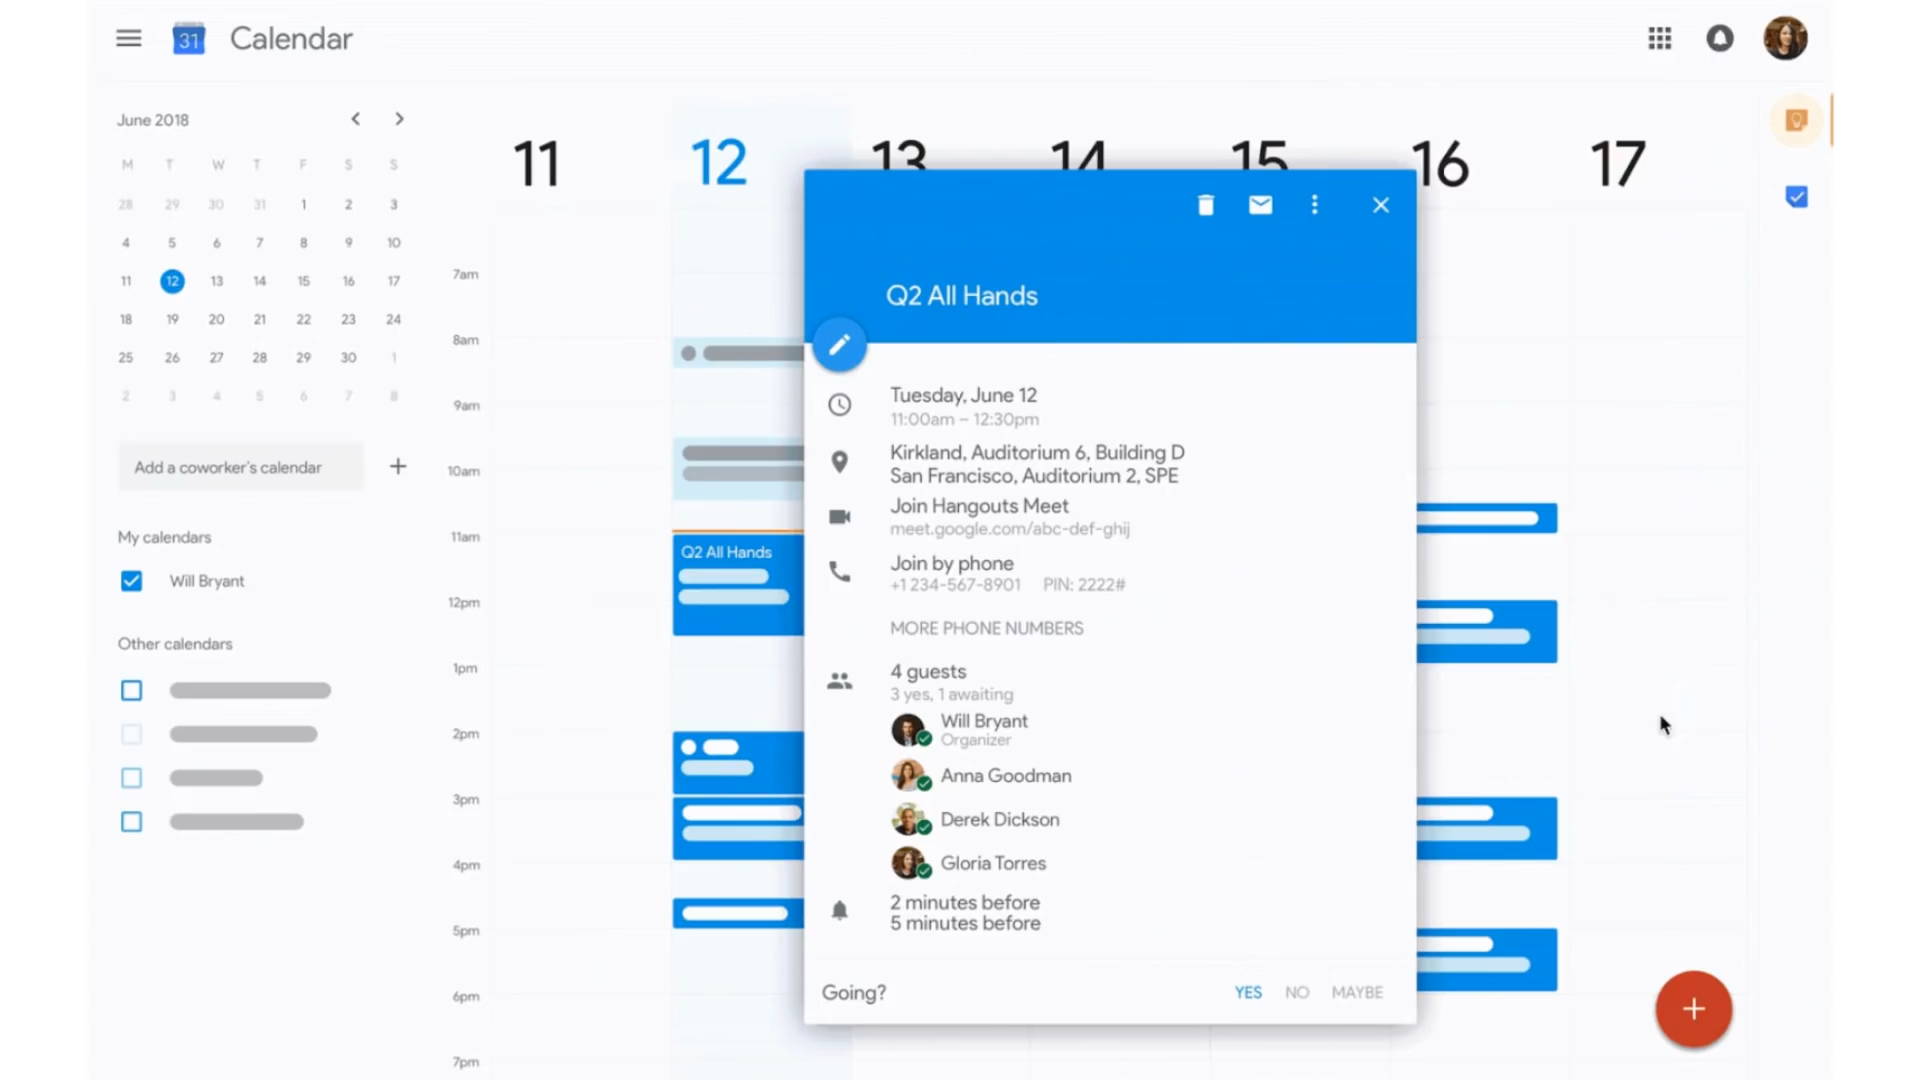 31 Calendar
June 2018
M T W T F S S
28 29 30 31 1 2 3
4 5 6 7 8 9 10
11 12 13 14 15 16 17
18 19 20 21 22 23 24
25 26 27 28 29 30 1
2 3 4 5 6 7 8
Add a coworker's calendar
My calendars
Will Bryant
Other calendars
11 12 13 14 15 16 17
7am
8am
9am
10am
11am
12pm
1pm
2pm
3pm
4pm
5pm
6pm
7pm
Q2 All Hands
Q2 All Hands
Tuesday, June 12
11:00am – 12:30pm
Kirkland, Auditorium 6, Building D
San Francisco, Auditorium 2, SPE
Join Hangouts Meet
meet.google.com/abc-def-ghij
Join by phone
+1 234-567-8901 PIN: 2222#
MORE PHONE NUMBERS
4 guests
3 yes, 1 awaiting
Will Bryant
Organizer
Anna Goodman
Derek Dickson
Gloria Torres
2 minutes before
5 minutes before
Going? YES NO MAYBE